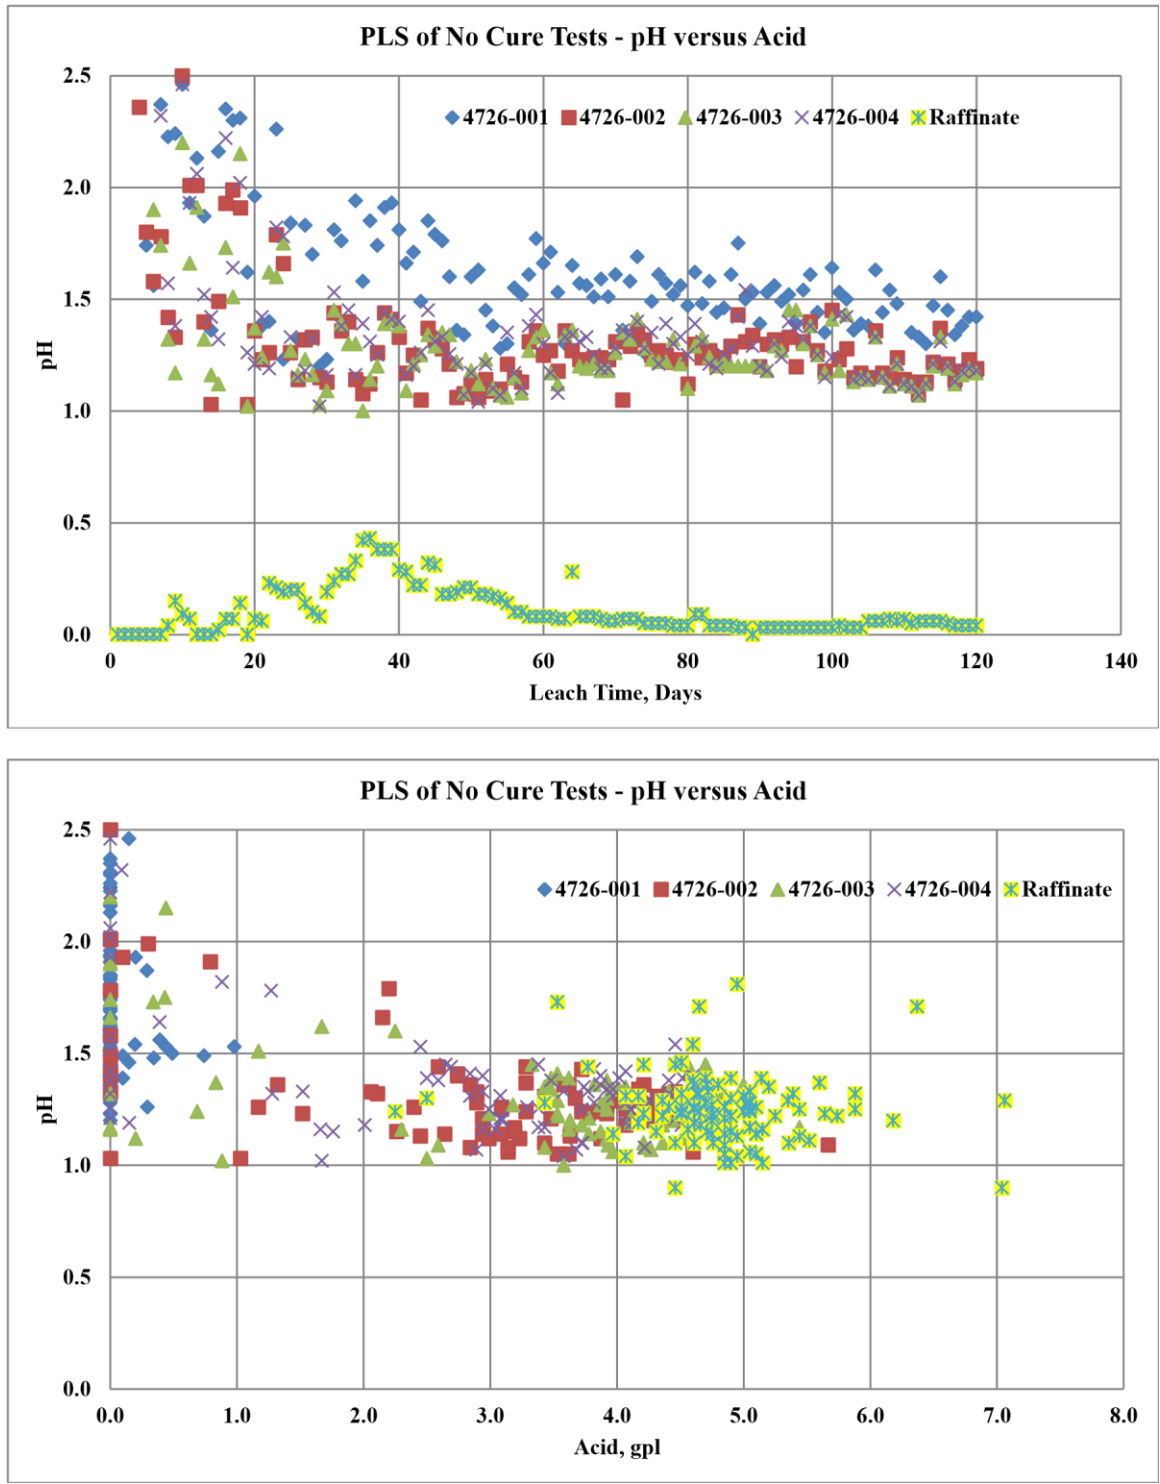 PLS of No Cure Tests - pH versus Acid
2.5
4726-001 4726-002 4726-003 4726-004 Raffinate
2.0
1.5
pH
1.0
0.5
0.0
0 20 40 60 80 100 120 140
Leach Time, Days
PLS of No Cure Tests - pH versus Acid
2.5
4726-001 4726-002 4726-003 4726-004 Raffinate
2.0
1.5
pH
1.0
0.5
0.0
0.0 1.0 2.0 3.0 4.0 5.0 6.0 7.0 8.0
Acid, gpl